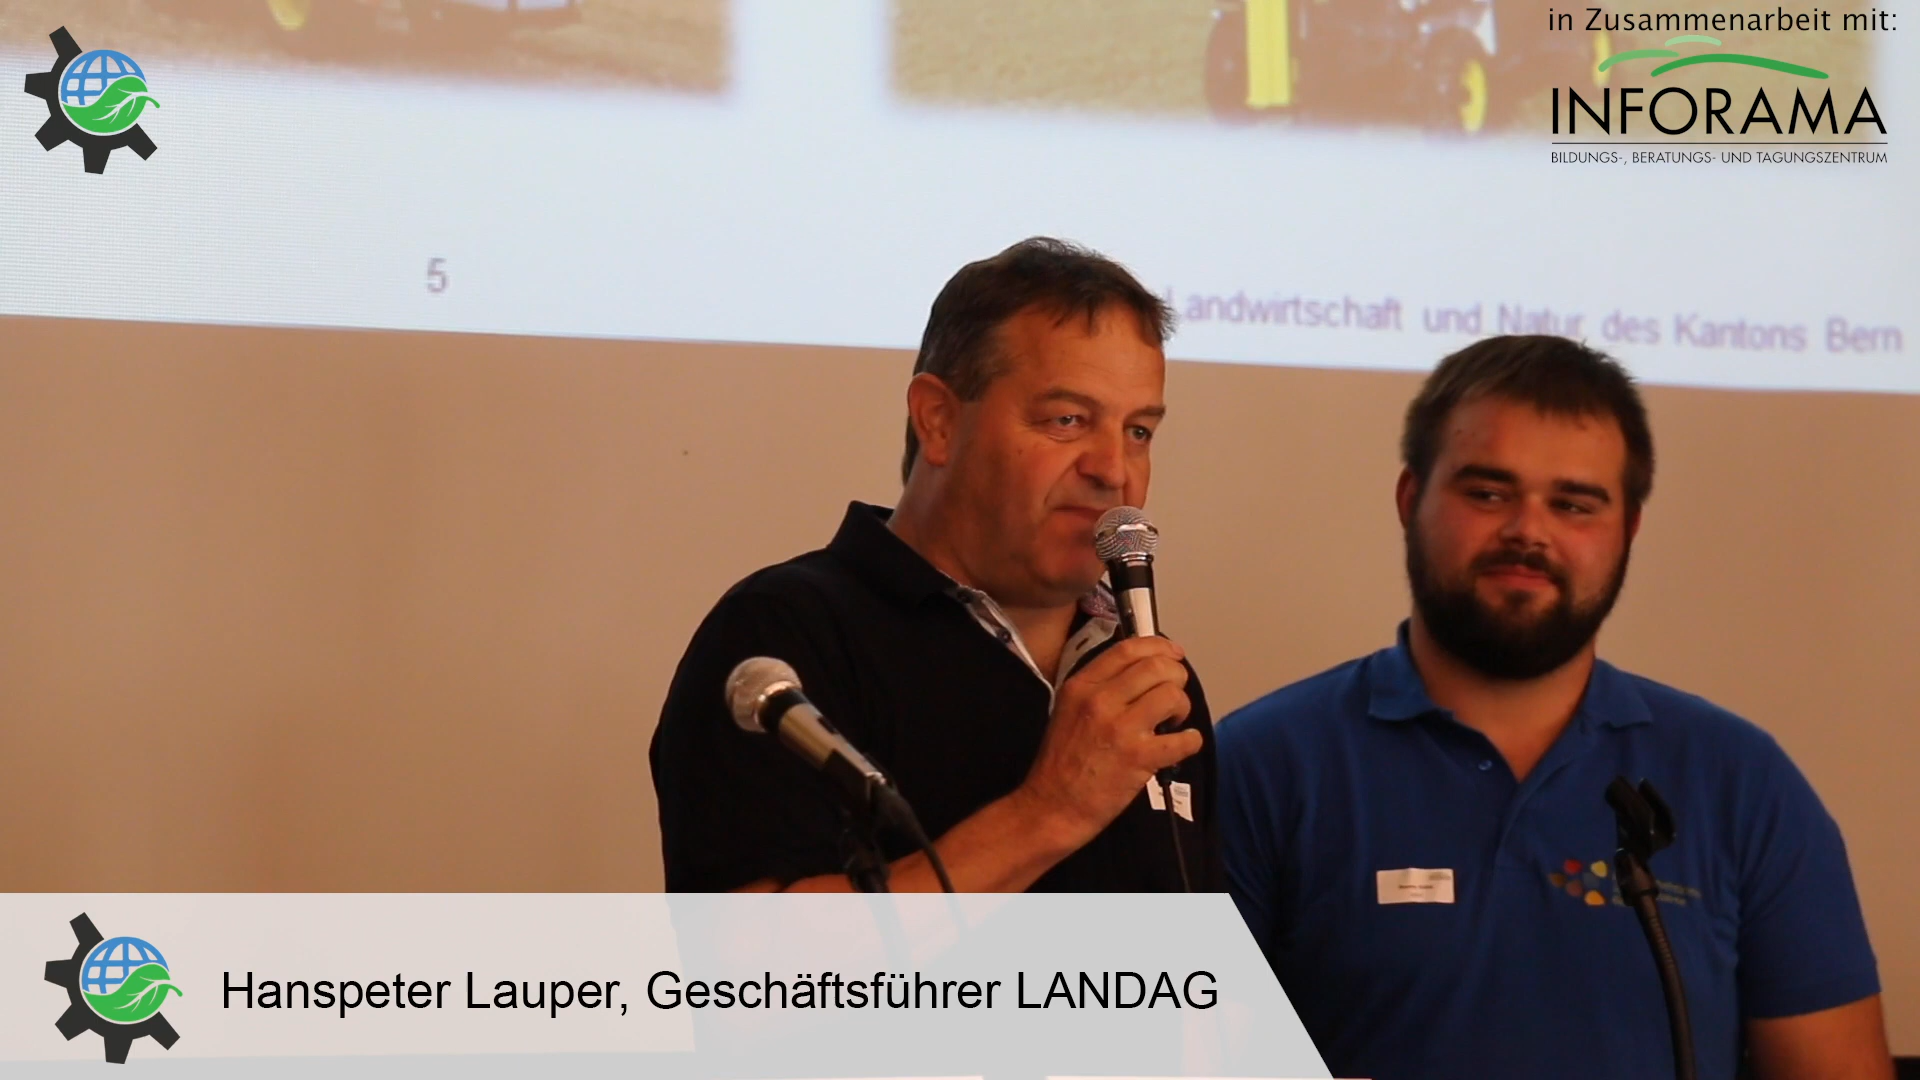 in Zusammenarbeit mit:
INFORAMA
BILDUNGS-, BERATUNGS- UND TAGUNGSZENTRUM
5
Landwirtschaft und Natur des Kantons Bern
Hanspeter Lauper, Geschäftsführer LANDAG